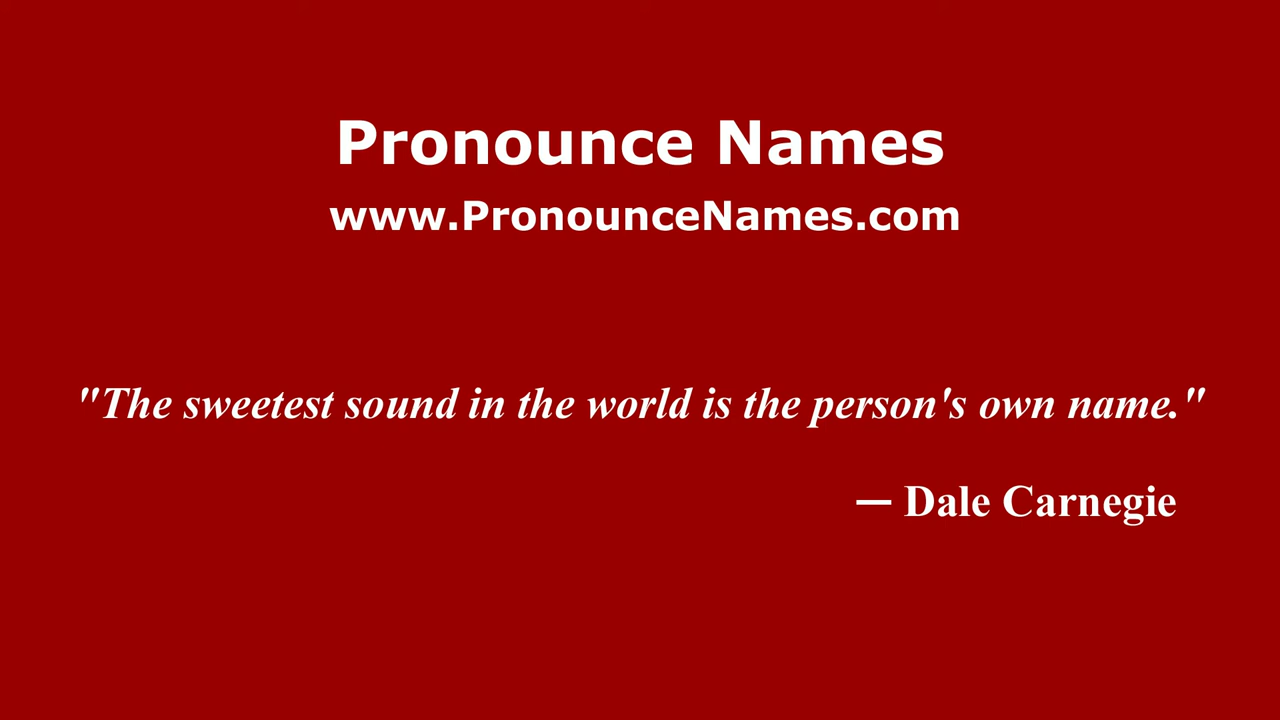 Pronounce Names
www.PronounceNames.com
"The sweetest sound in the world is the person's own name."
— Dale Carnegie